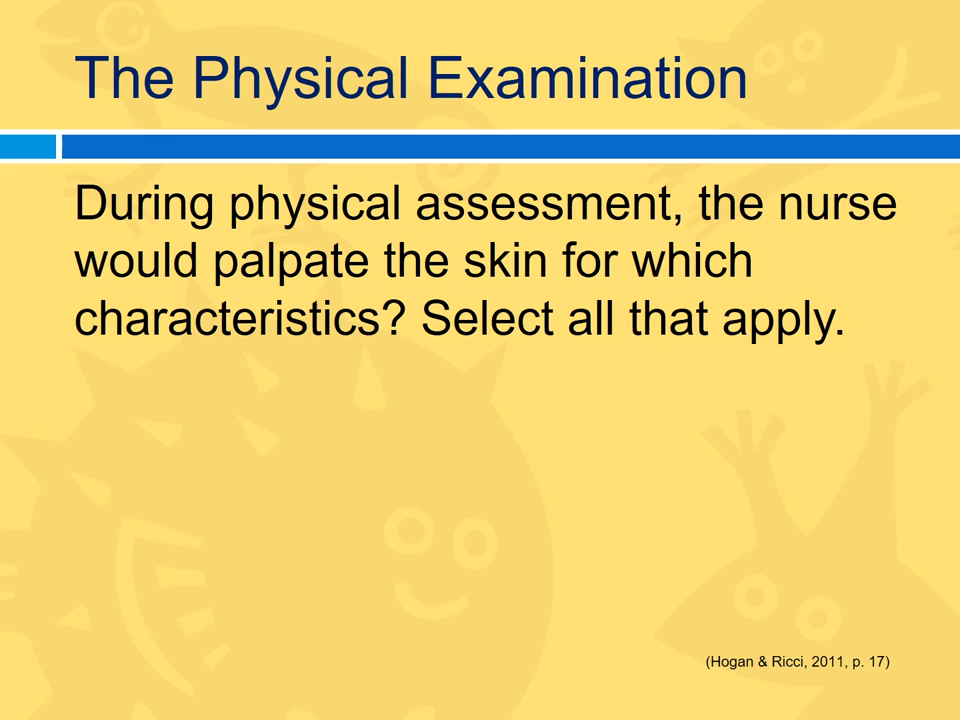 The Physical Examination
During physical assessment, the nurse
would palpate the skin for which
characteristics? Select all that apply.
(Hogan & Ricci, 2011, p. 17)